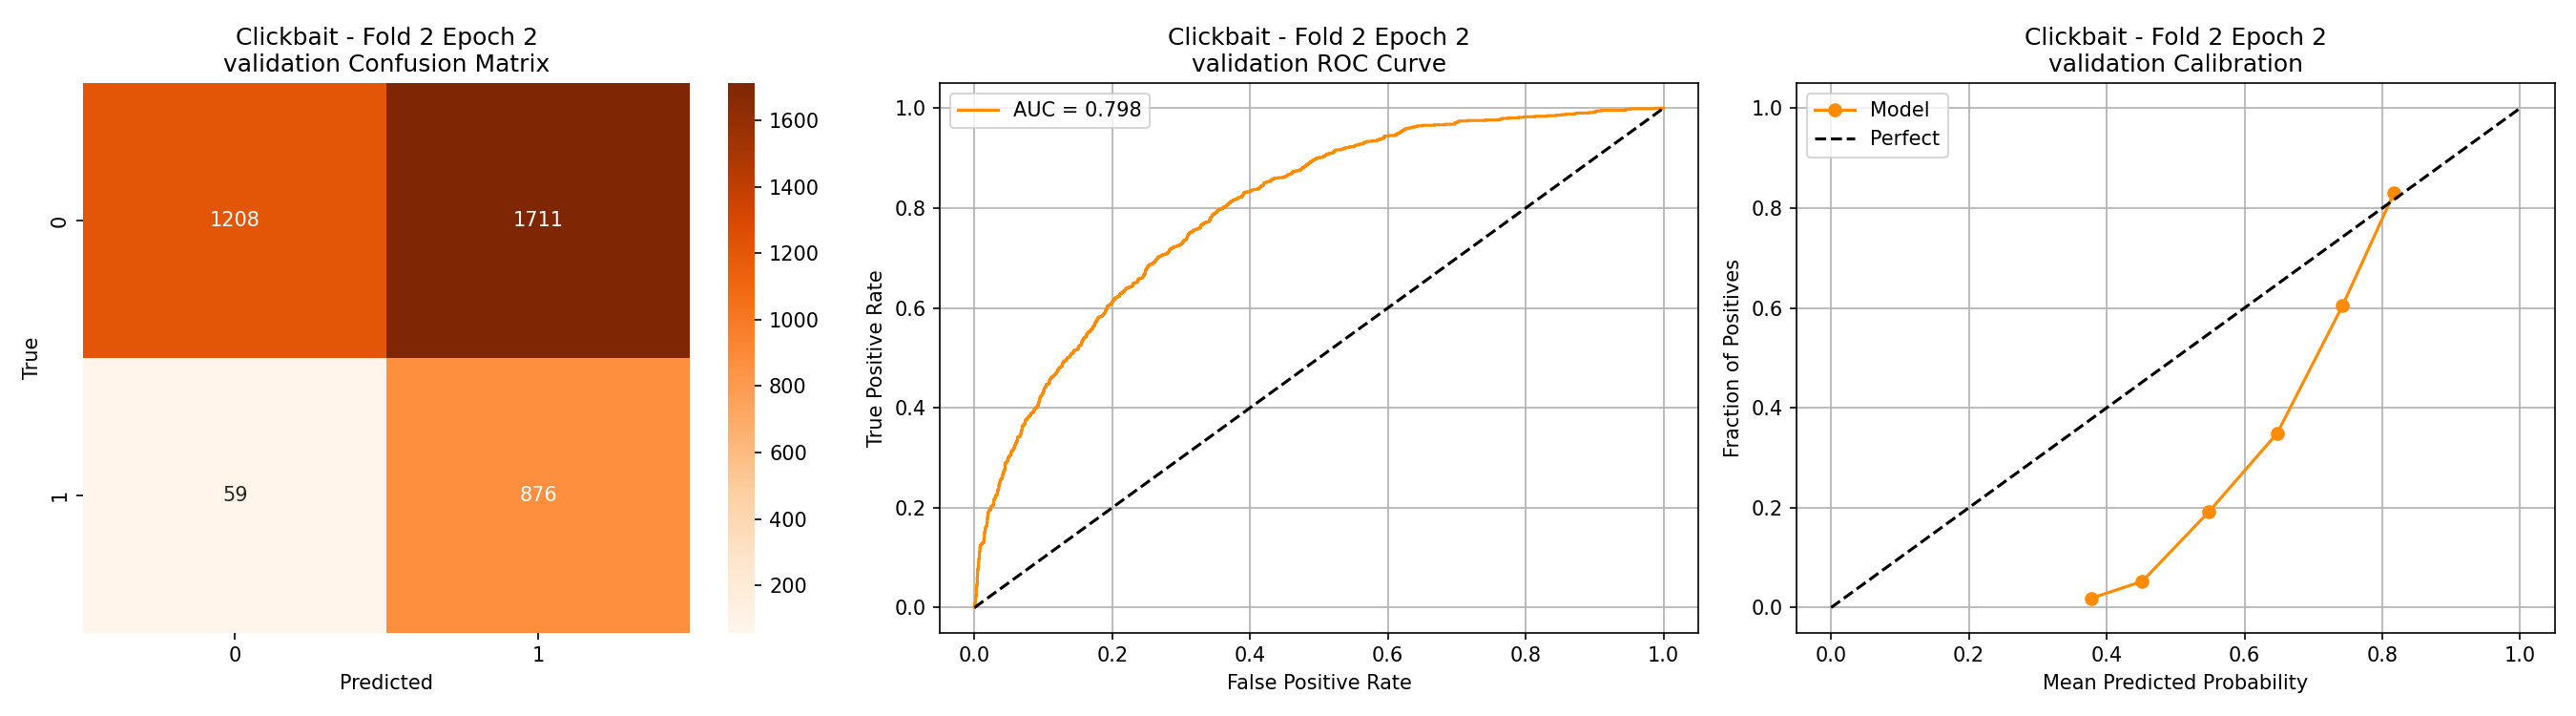 Clickbait - Fold 2 Epoch 2
validation Confusion Matrix
1208
1711
59
876
0
1
True
0
1
Predicted
1600
1400
1200
1000
800
600
400
200
Clickbait - Fold 2 Epoch 2
validation ROC Curve
AUC = 0.798
1.0
0.8
0.6
0.4
0.2
0.0
True Positive Rate
0.0
0.2
0.4
0.6
0.8
1.0
False Positive Rate
Clickbait - Fold 2 Epoch 2
validation Calibration
Model
Perfect
1.0
0.8
0.6
0.4
0.2
0.0
Fraction of Positives
0.0
0.2
0.4
0.6
0.8
1.0
Mean Predicted Probability